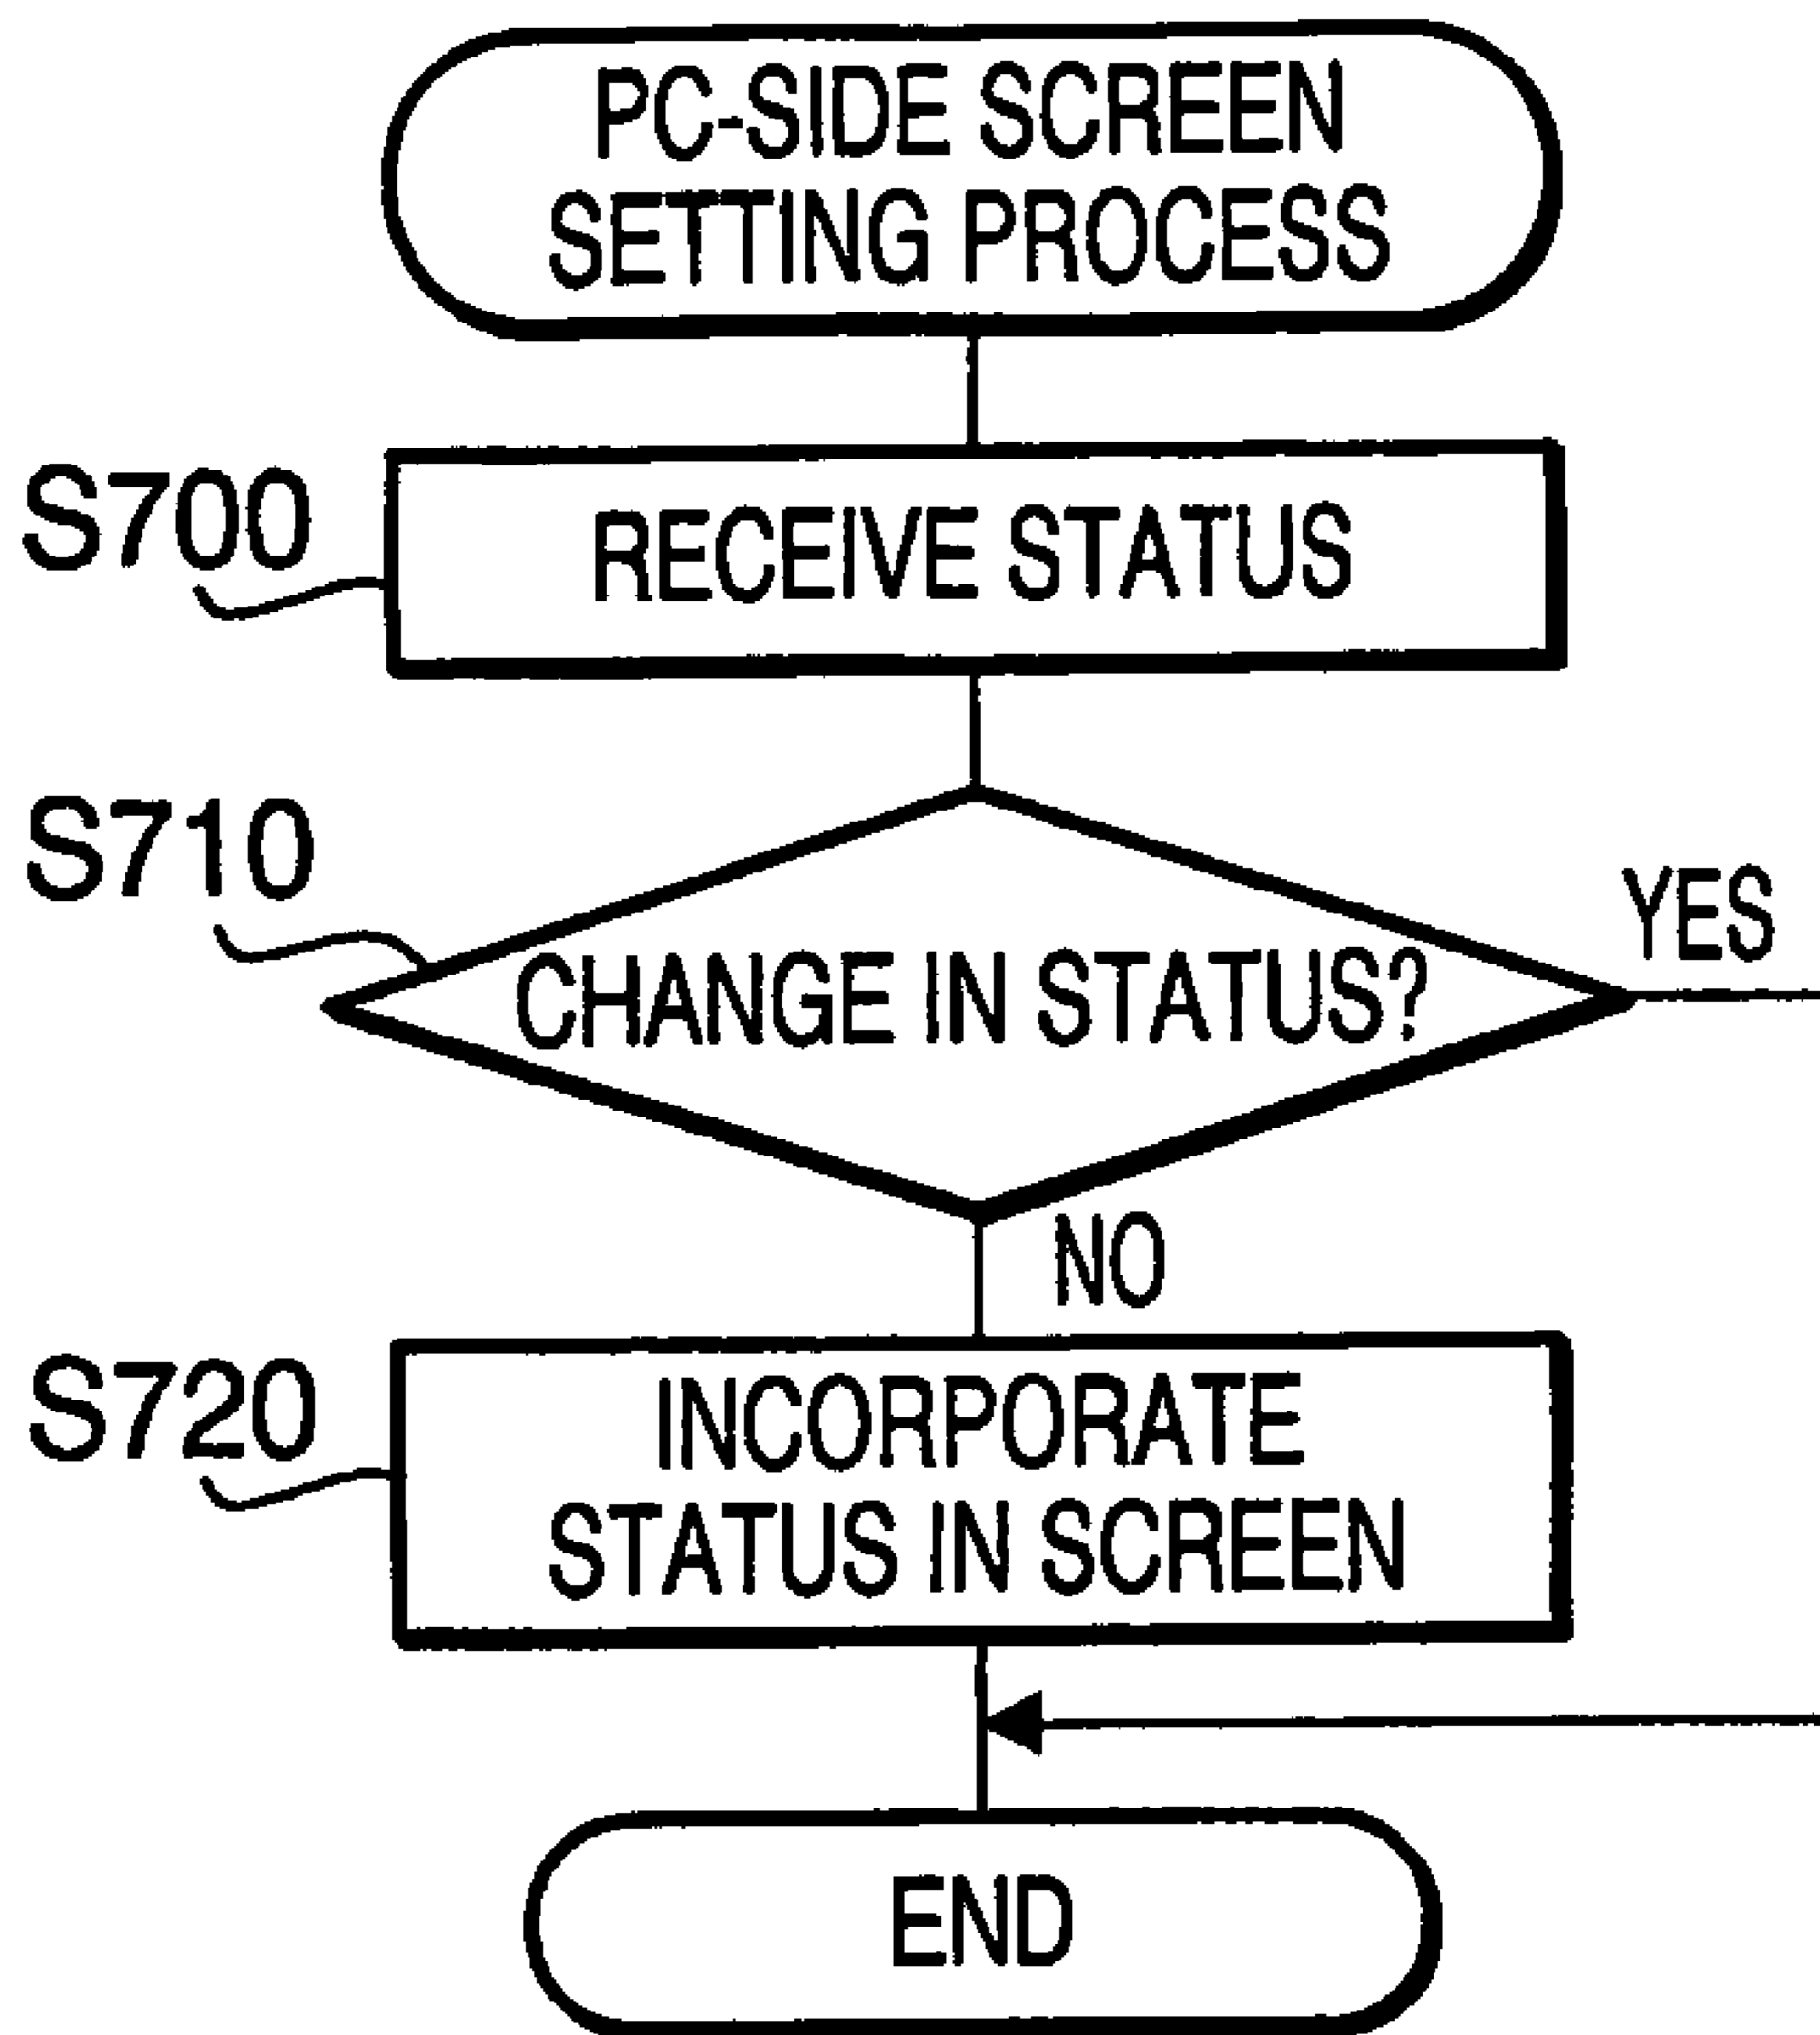 PC-SIDE SCREEN
SETTING PROCESS
S700
RECEIVE STATUS
S710
CHANGE IN STATUS?
YES
NO
S720
INCORPORATE
STATUS IN SCREEN
END